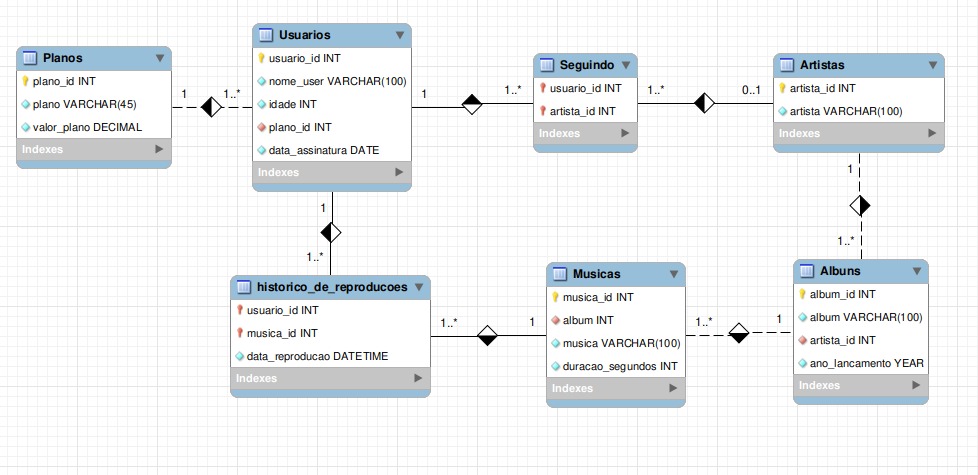 Planos
plano_id INT
plano VARCHAR(45)
valor_plano DECIMAL
Indexes
1
1..*
Usuarios
usuario_id INT
nome_user VARCHAR(100)
idade INT
plano_id INT
data_assinatura DATE
Indexes
1
1..*
Seguindo
usuario_id INT
artista_id INT
Indexes
1..*
0..1
Artistas
artista_id INT
artista VARCHAR(100)
Indexes
1
1..*
1
1..*
historico_de_reproducoes
usuario_id INT
musica_id INT
data_reproducao DATETIME
Indexes
1..*
1
Musicas
musica_id INT
album INT
musica VARCHAR(100)
duracao_segundos INT
Indexes
1..*
1
Albuns
album_id INT
album VARCHAR(100)
artista_id INT
ano_lancamento YEAR
Indexes